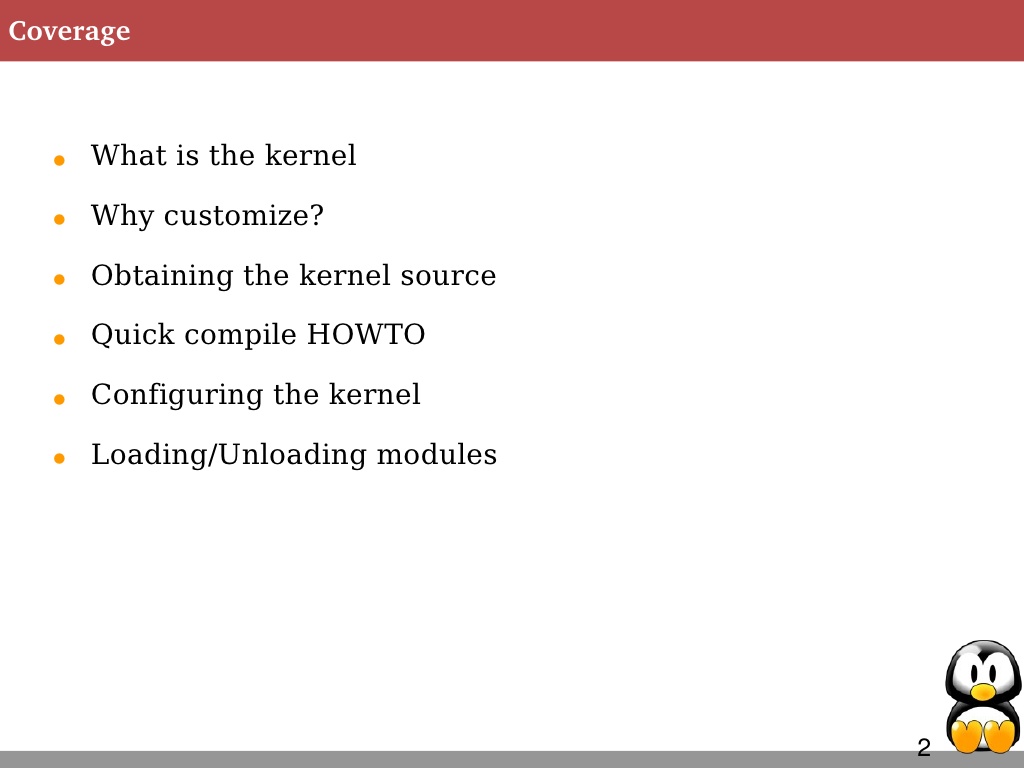 Coverage
What is the kernel
Why customize?
Obtaining the kernel source
Quick compile HOWTO
Configuring the kernel
Loading/Unloading modules
2